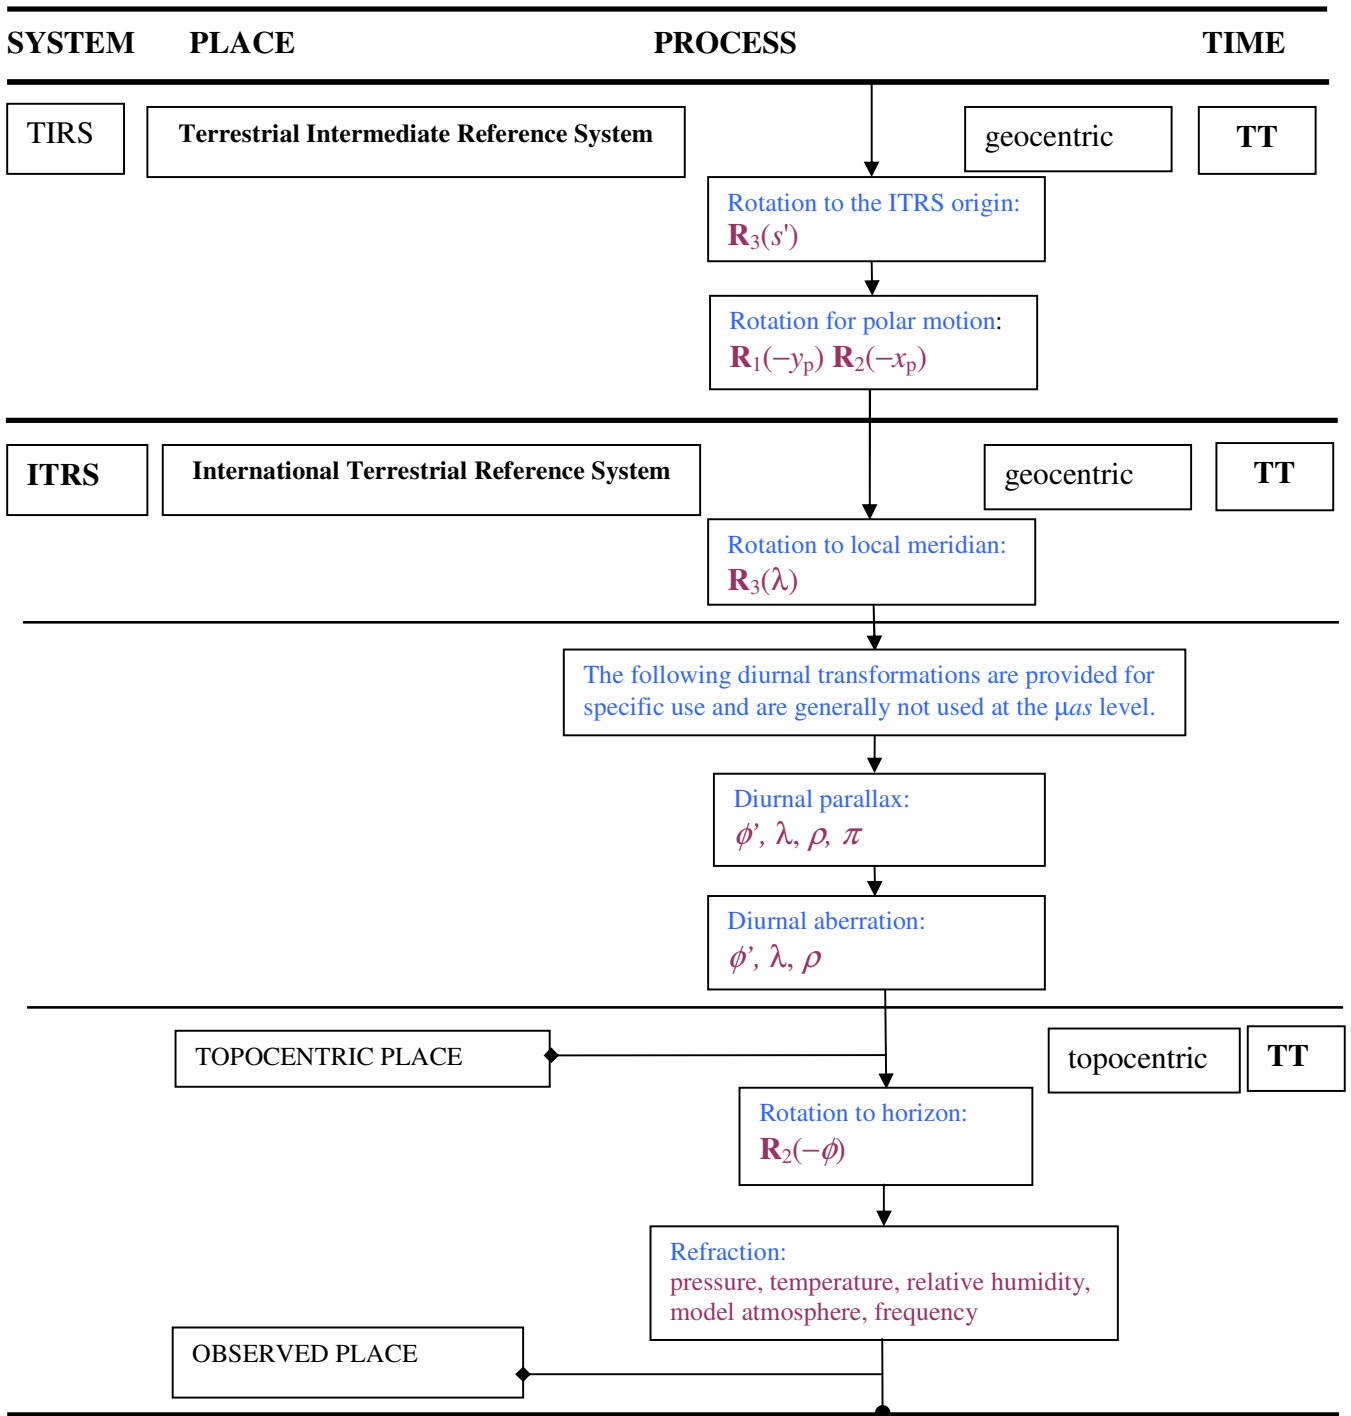 SYSTEM PLACE PROCESS TIME
TIRS Terrestrial Intermediate Reference System geocentric TT
Rotation to the ITRS origin:
R₃(s')
Rotation for polar motion:
R₁(−yₚ) R₂(−xₚ)
ITRS International Terrestrial Reference System geocentric TT
Rotation to local meridian:
R₃(λ)
The following diurnal transformations are provided for
specific use and are generally not used at the μas level.
Diurnal parallax:
ϕ’, λ, ρ, π
Diurnal aberration:
ϕ’, λ, ρ
TOPOCENTRIC PLACE topocentric TT
Rotation to horizon:
R₂(−ϕ)
Refraction:
pressure, temperature, relative humidity,
model atmosphere, frequency
OBSERVED PLACE